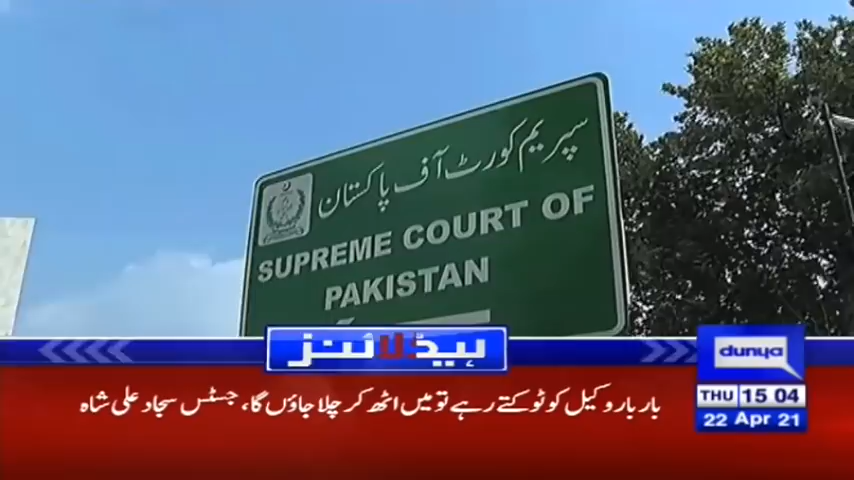 سپریم کورٹ آف پاکستان
SUPREME COURT OF
PAKISTAN
ہیڈلائنز
dunya
THU 15 04
22 Apr 21
بار بار وکیل کو ٹوکتے رہے تو میں اٹھ کر چلا جاؤں گا، جسٹس سجاد علی شاہ